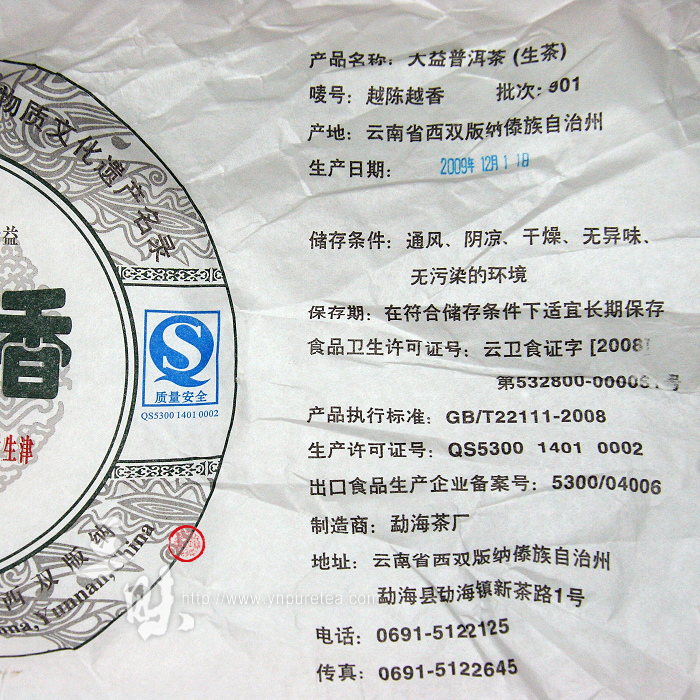 物质文化遗产名录
益
香
生津
质量安全
QS5300 1401 0002
西双版纳
Yunnan, China
产品名称: 大益普洱茶 (生茶)
唛号: 越陈越香 批次: 901
产地: 云南省西双版纳傣族自治州
生产日期: 2009年12月11日
储存条件: 通风、阴凉、干燥、无异味、
无污染的环境
保存期: 在符合储存条件下适宜长期保存
食品卫生许可证号: 云卫食证字 [2008]
产品执行标准: GB/T22111-2008
生产许可证号: QS5300 1401 0002
出口食品生产企业备案号: 5300/04006
制造商: 勐海茶厂
地址: 云南省西双版纳傣族自治州
勐海县勐海镇新茶路1号
电话: 0691-5122125
传真: 0691-5122645
http://www.ynpuretea.com